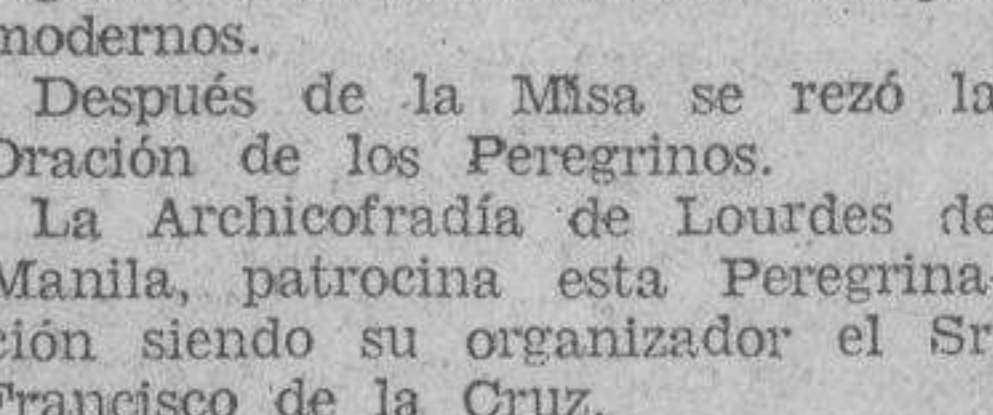 modernos.
Después de la Misa se rezó la
Oración de los Peregrinos.
La Archicofradía de Lourdes de
Manila, patrocina esta Peregrina-
ción siendo su organizador el Sr
Francisco de la Cruz.